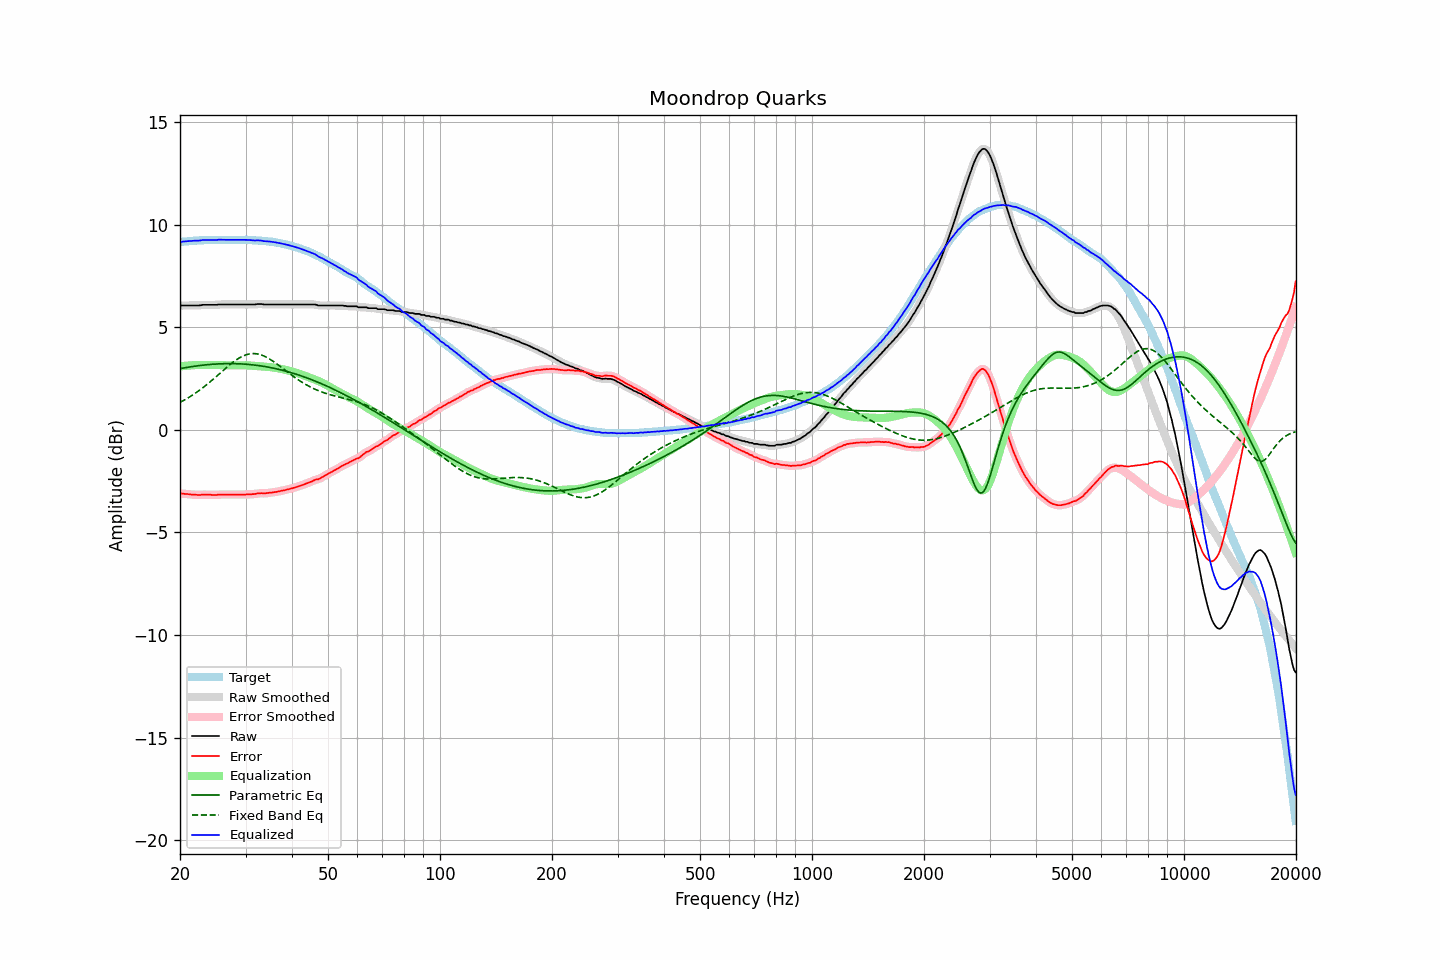 Moondrop Quarks
15
10
5
0
−5
−10
−15
−20
Amplitude (dBr)
Target
Raw Smoothed
Error Smoothed
Raw
Error
Equalization
Parametric Eq
Fixed Band Eq
Equalized
20 50 100 200 500 1000 2000 5000 10000 20000
Frequency (Hz)